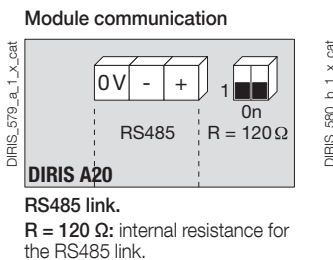 Module communication
DIRIS_579_a_1_x_cat
0 V - +
1
0n
RS485
R = 120 Ω
DIRIS A20
DIRIS_580_b_1_x_cat
RS485 link.
R = 120 Ω: internal resistance for
the RS485 link.